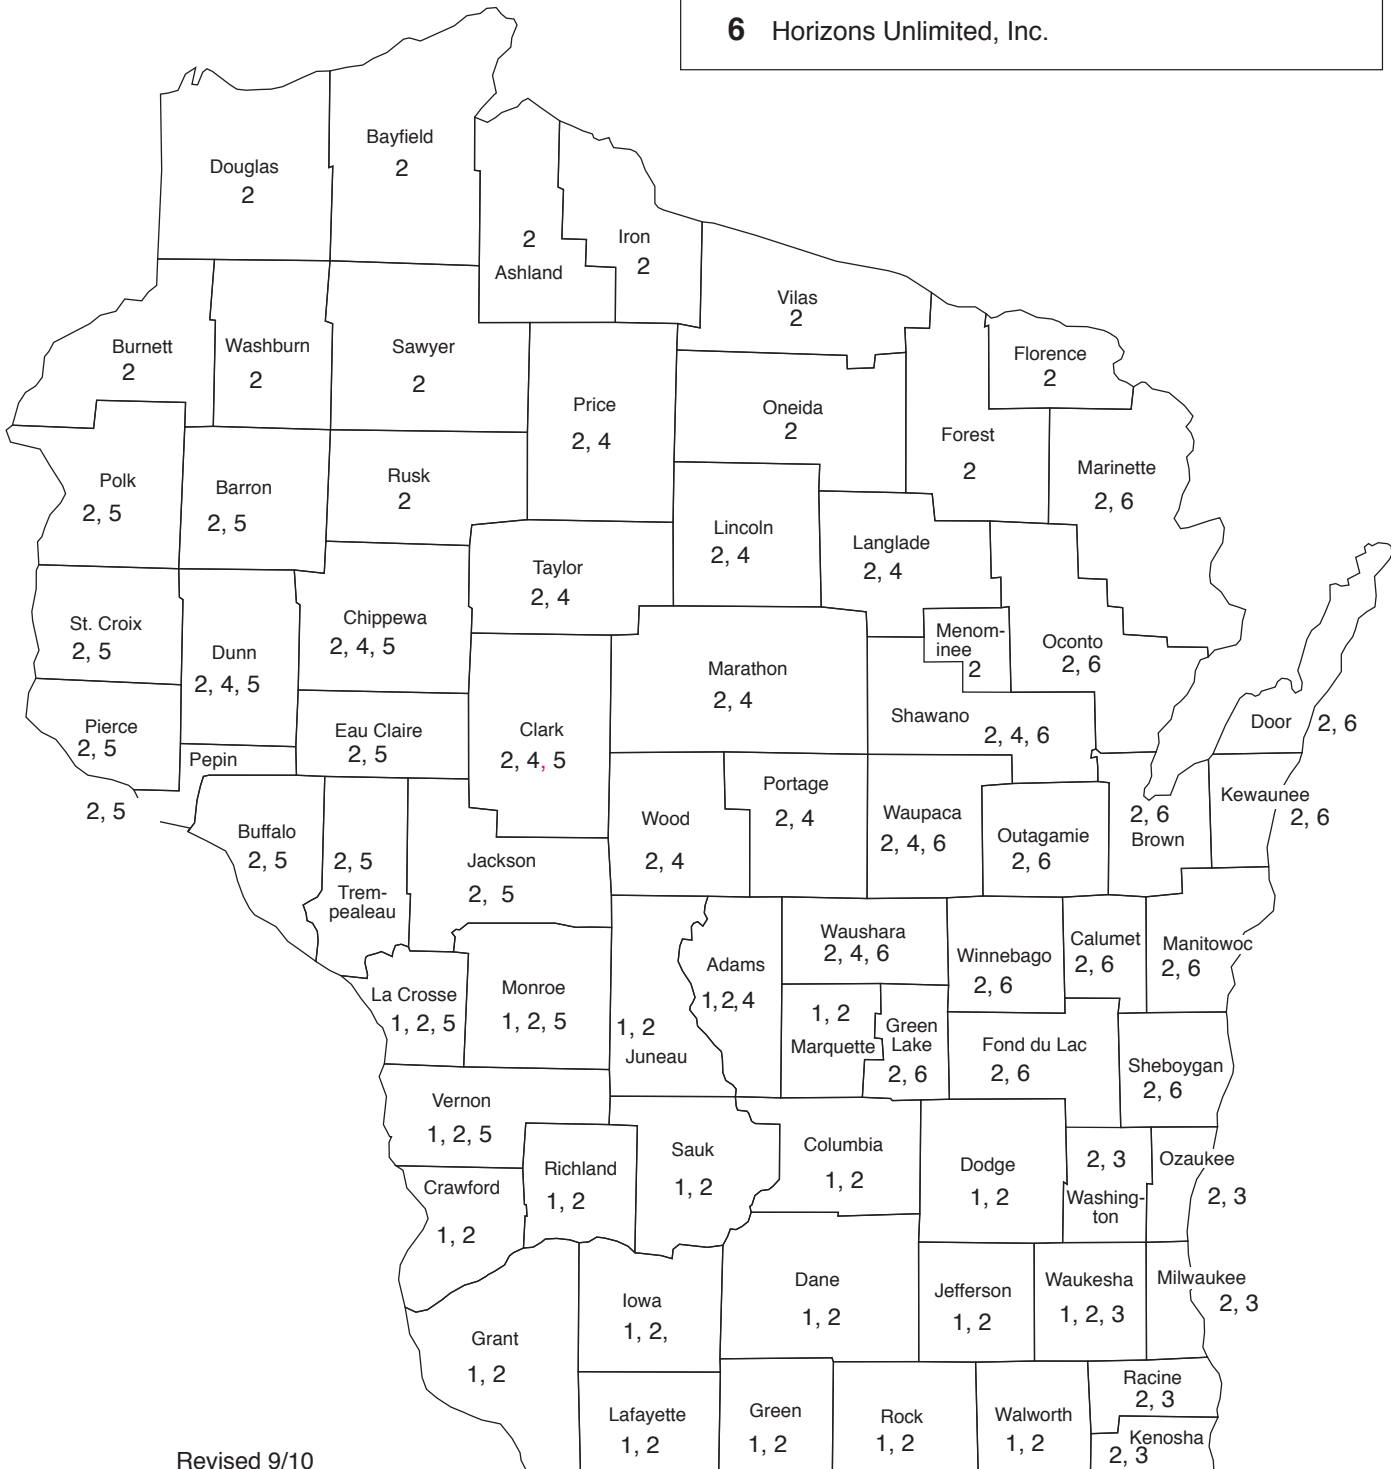 6 Horizons Unlimited, Inc.
Bayfield
2
Douglas
2
2
Ashland
Iron
2
Vilas
2
Burnett
2
Washburn
2
Sawyer
2
Florence
2
Price
2, 4
Oneida
2
Forest
2
Marinette
2, 6
Polk
2, 5
Barron
2, 5
Rusk
2
Lincoln
2, 4
Langlade
2, 4
Taylor
2, 4
St. Croix
2, 5
Dunn
2, 4, 5
Chippewa
2, 4, 5
Menom-
inee
2
Oconto
2, 6
Marathon
2, 4
Shawano
2, 4, 6
Door 2, 6
Pierce
2, 5
Pepin
2, 5
Eau Claire
2, 5
Clark
2, 4, 5
Wood
2, 4
Portage
2, 4
Waupaca
2, 4, 6
Outagamie
2, 6
2, 6
Brown
Kewaunee
2, 6
Buffalo
2, 5
2, 5
Trem-
pealeau
Jackson
2, 5
Adams
1, 2, 4
Waushara
2, 4, 6
Winnebago
2, 6
Calumet
2, 6
Manitowoc
2, 6
La Crosse
1, 2, 5
Monroe
1, 2, 5
1, 2
Juneau
1, 2
Marquette
Green
Lake
2, 6
Fond du Lac
2, 6
Sheboygan
2, 6
Vernon
1, 2, 5
Richland
1, 2
Sauk
1, 2
Columbia
1, 2
Dodge
1, 2
2, 3
Washing-
ton
Ozaukee
2, 3
Crawford
1, 2
Iowa
1, 2,
Dane
1, 2
Jefferson
1, 2
Waukesha
1, 2, 3
Milwaukee
2, 3
Grant
1, 2
Lafayette
1, 2
Green
1, 2
Rock
1, 2
Walworth
1, 2
Racine
2, 3
Kenosha
2, 3
Revised 9/10